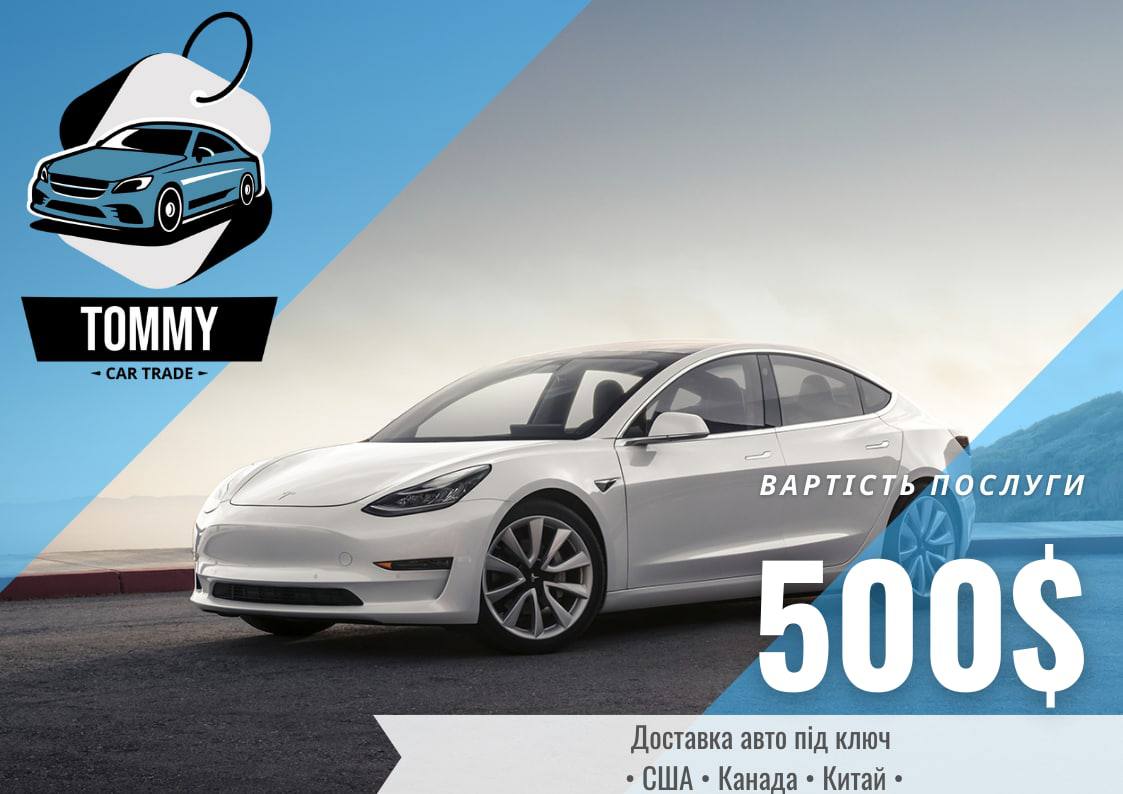 TOMMY
CAR TRADE
ВАРТІСТЬ ПОСЛУГИ
500$
Доставка авто під ключ
• США • Канада • Китай •